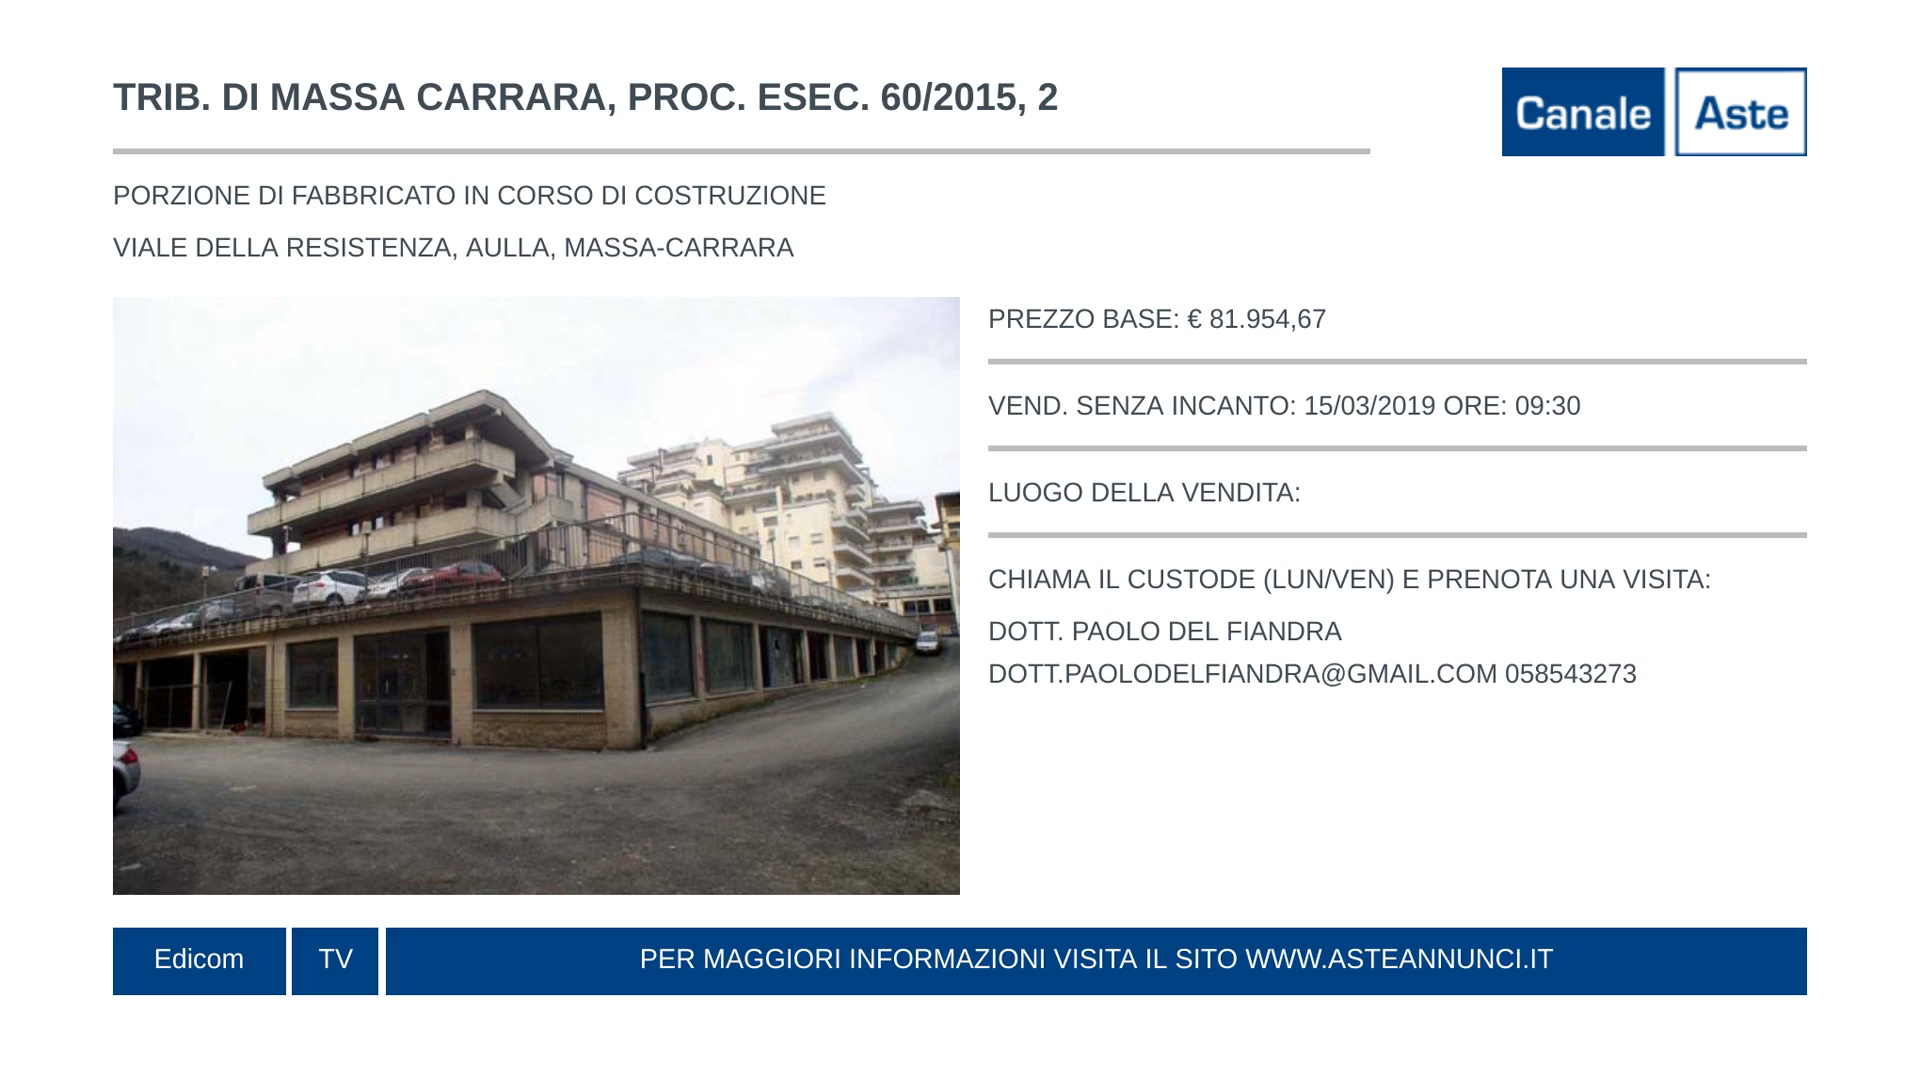 TRIB. DI MASSA CARRARA, PROC. ESEC. 60/2015, 2
Canale Aste
PORZIONE DI FABBRICATO IN CORSO DI COSTRUZIONE
VIALE DELLA RESISTENZA, AULLA, MASSA-CARRARA
PREZZO BASE: € 81.954,67
VEND. SENZA INCANTO: 15/03/2019 ORE: 09:30
LUOGO DELLA VENDITA:
CHIAMA IL CUSTODE (LUN/VEN) E PRENOTA UNA VISITA:
DOTT. PAOLO DEL FIANDRA
DOTT.PAOLODELFIANDRA@GMAIL.COM 058543273
Edicom TV PER MAGGIORI INFORMAZIONI VISITA IL SITO WWW.ASTEANNUNCI.IT